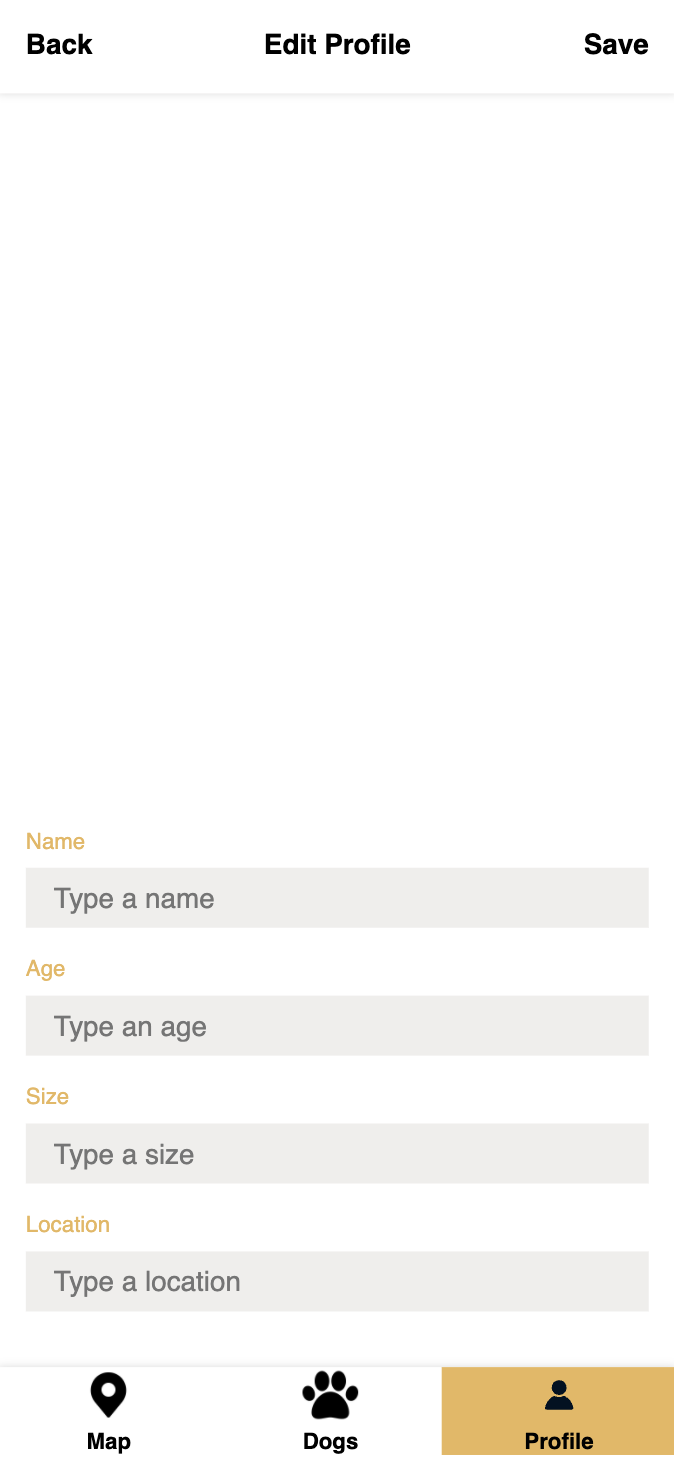 Back Edit Profile Save
Name
Type a name
Age
Type an age
Size
Type a size
Location
Type a location
Map Dogs Profile